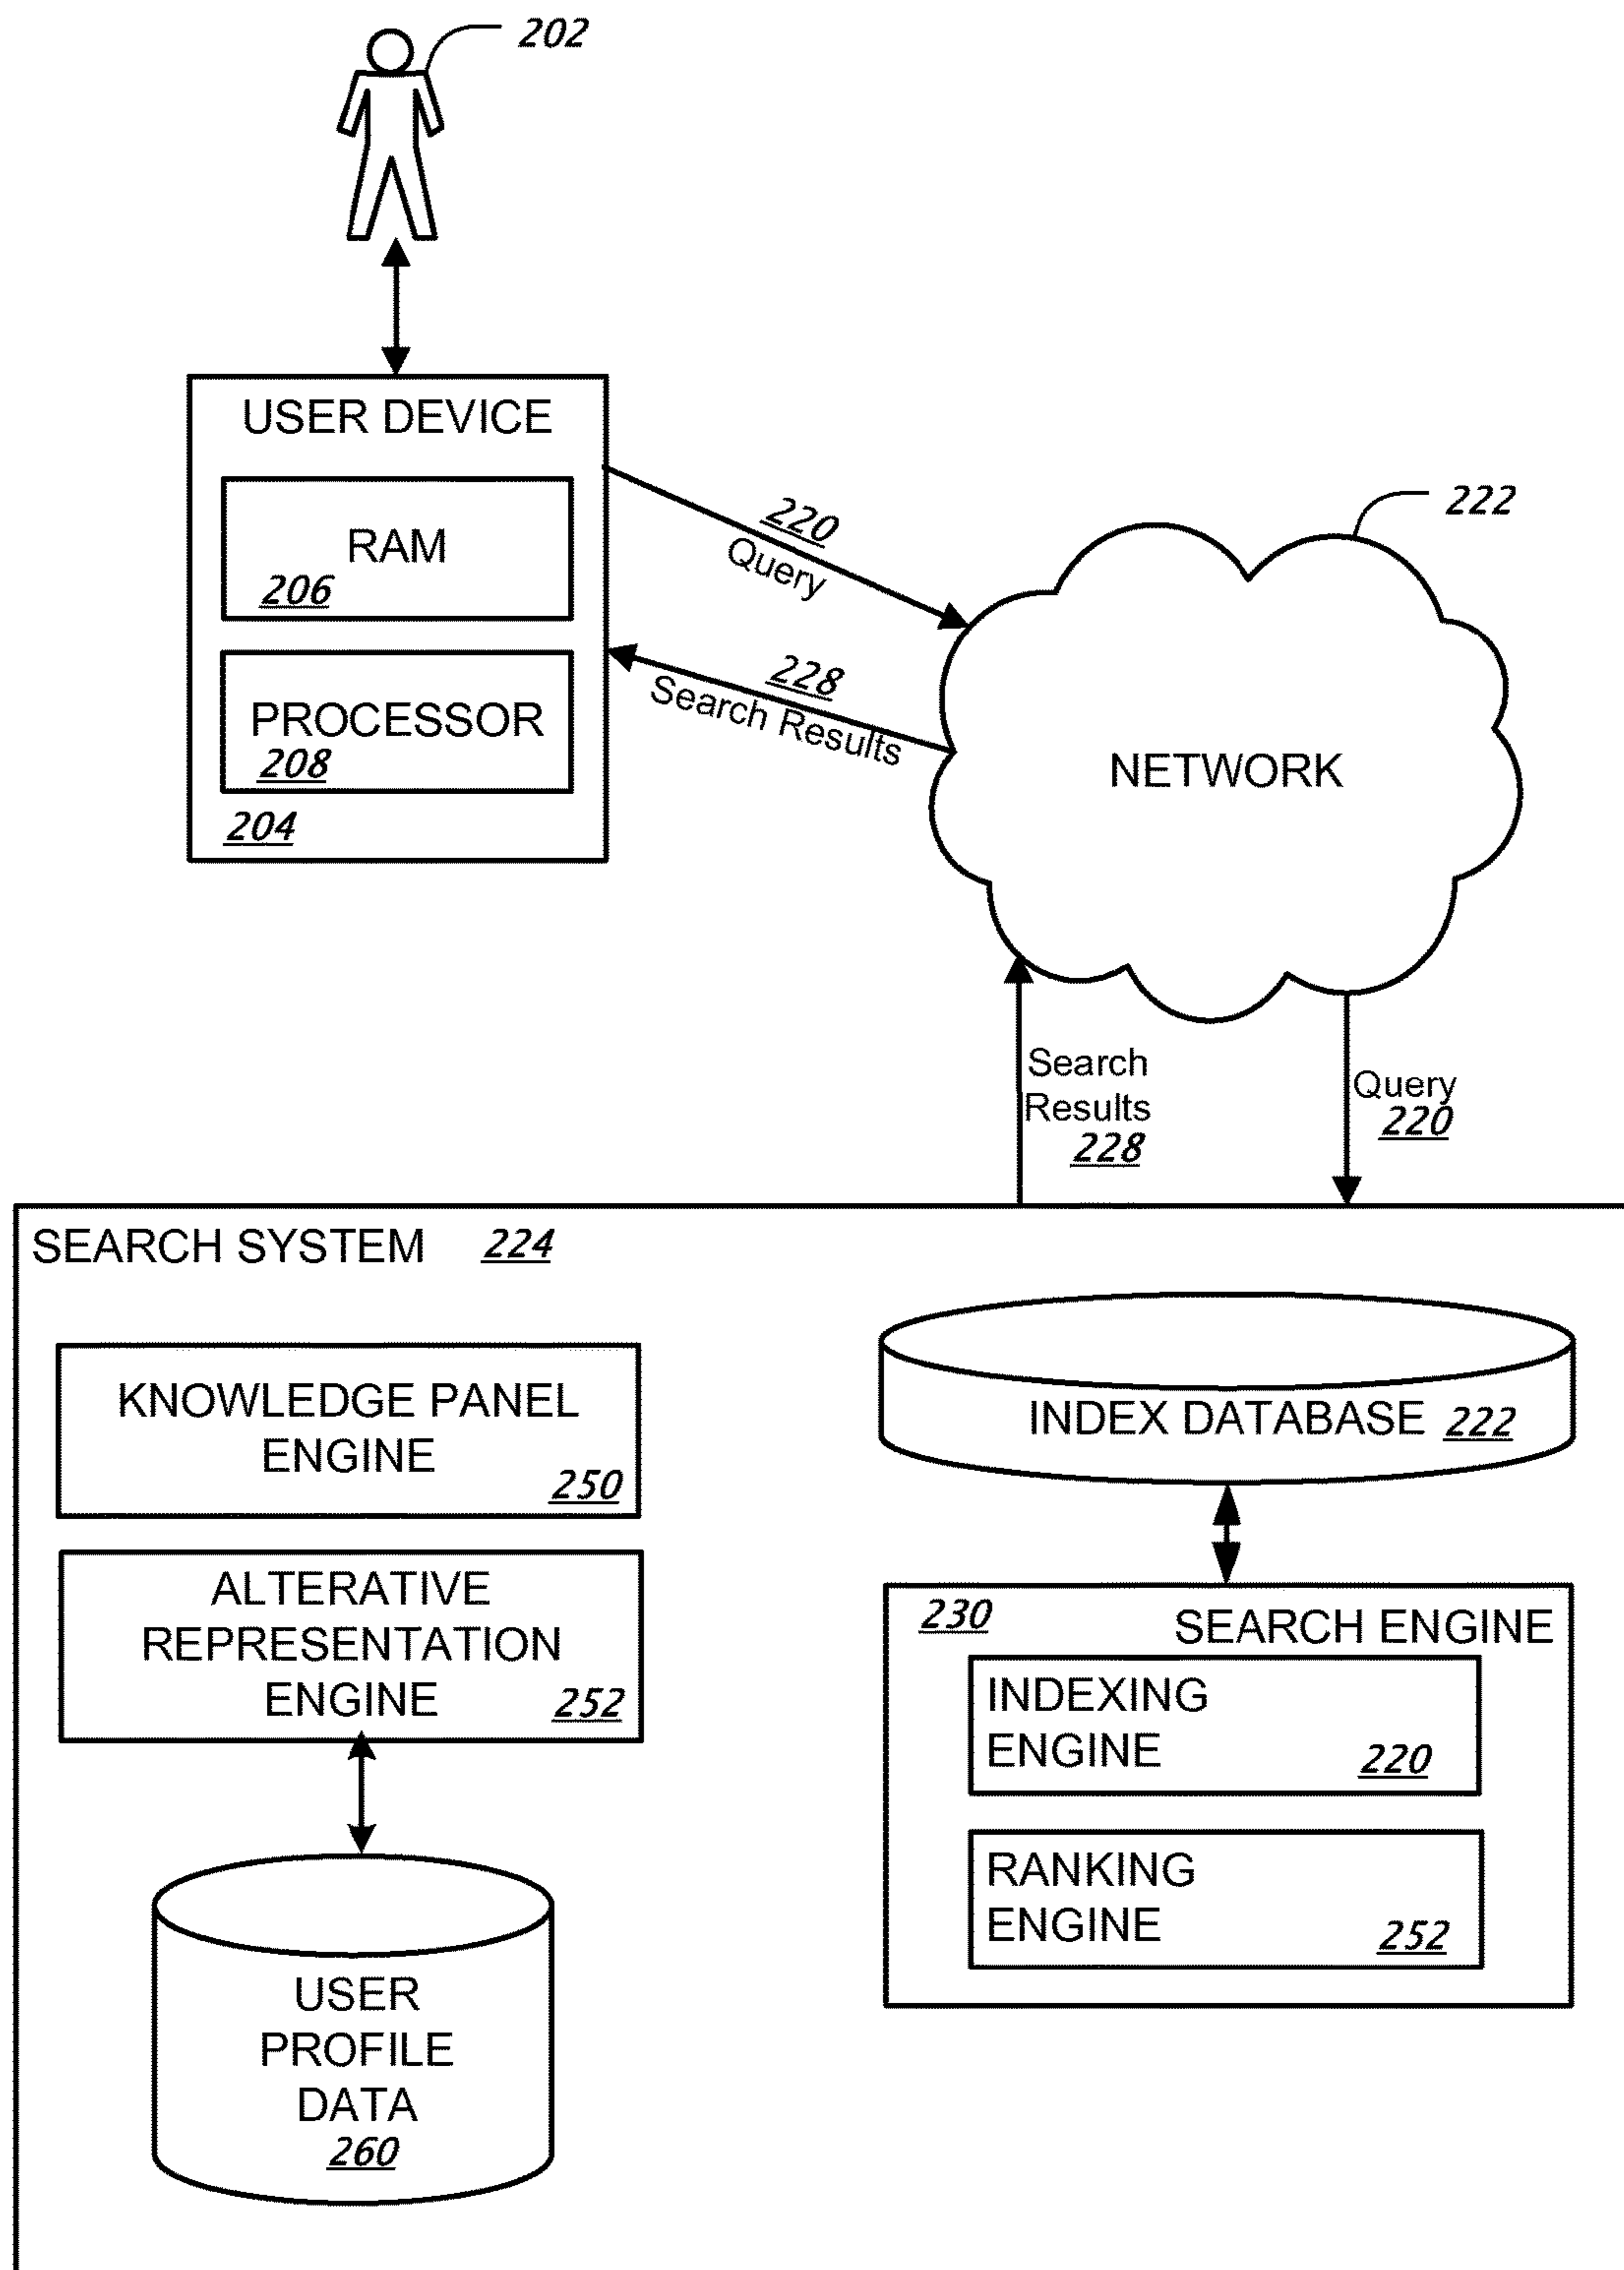 202
USER DEVICE
RAM
206
PROCESSOR
208
204
220
Query
228
Search Results
222
NETWORK
Search
Results
228
Query
220
SEARCH SYSTEM 224
KNOWLEDGE PANEL
ENGINE
250
ALTERATIVE
REPRESENTATION
ENGINE
252
USER
PROFILE
DATA
260
INDEX DATABASE 222
230
SEARCH ENGINE
INDEXING
ENGINE
220
RANKING
ENGINE
252